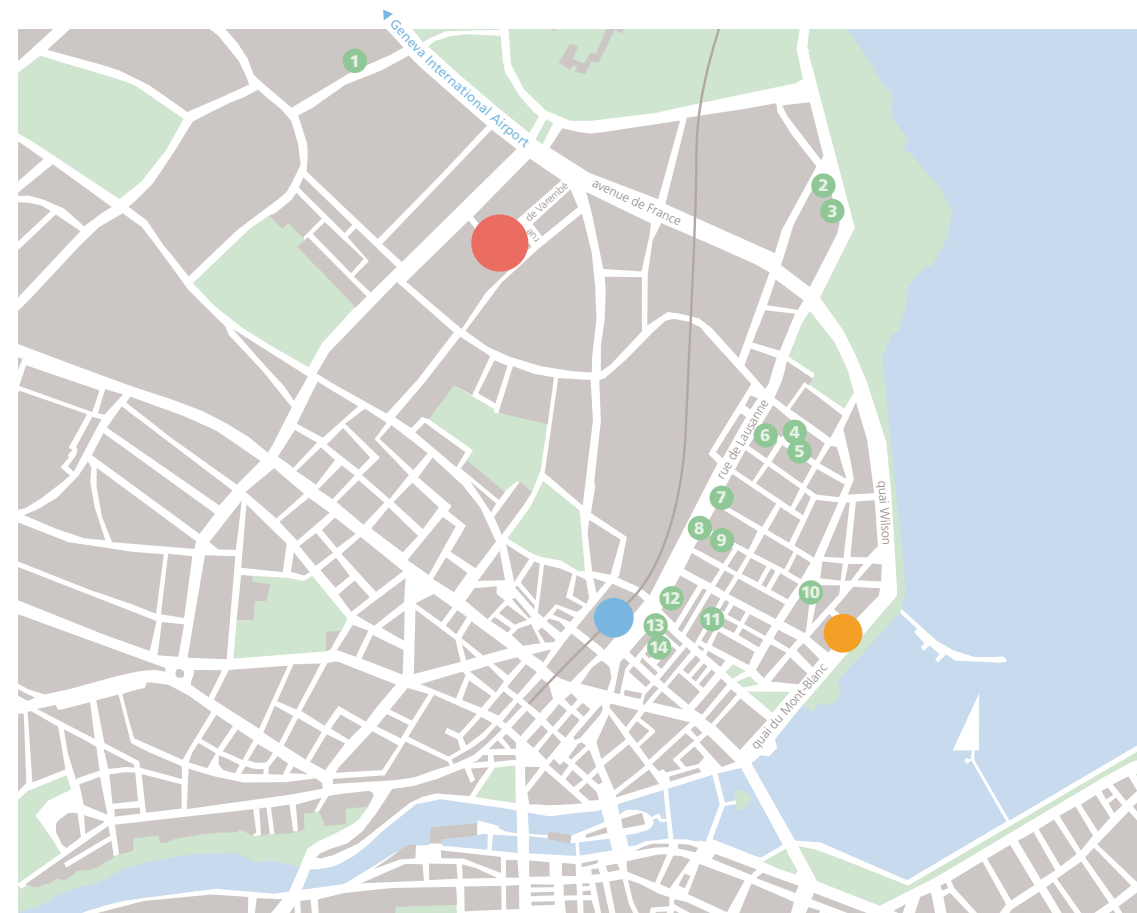 Geneva International Airport
1
avenue de France
rue
de Varembé
2
3
rue de Lausanne
6
4
5
7
8
9
quai Wilson
10
12
11
13
14
quai du Mont-Blanc